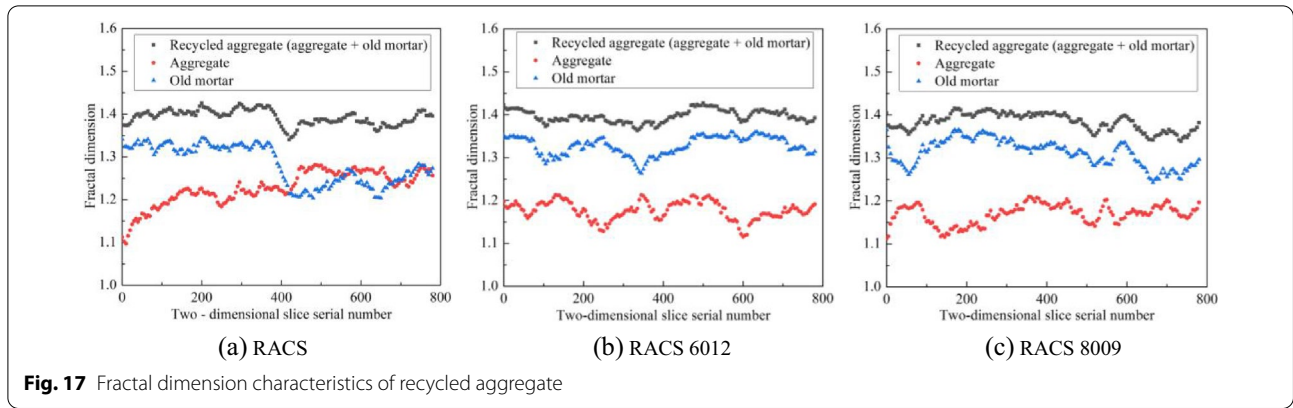 1.6
1.5
1.4
1.3
1.2
1.1
1.0
Fractal dimension
Recycled aggregate (aggregate + old mortar)
Aggregate
Old mortar
0 200 400 600 800
Two - dimensional slice serial number
(a) RACS
1.6
1.5
1.4
1.3
1.2
1.1
1.0
Fractal dimension
Recycled aggregate (aggregate + old mortar)
Aggregate
Old mortar
0 200 400 600 800
Two-dimensional slice serial number
(b) RACS 6012
1.6
1.5
1.4
1.3
1.2
1.1
1.0
Fractal dimension
Recycled aggregate (aggregate + old mortar)
Aggregate
Old mortar
0 200 400 600 800
Two-dimensional slice serial number
(c) RACS 8009
Fig. 17 Fractal dimension characteristics of recycled aggregate